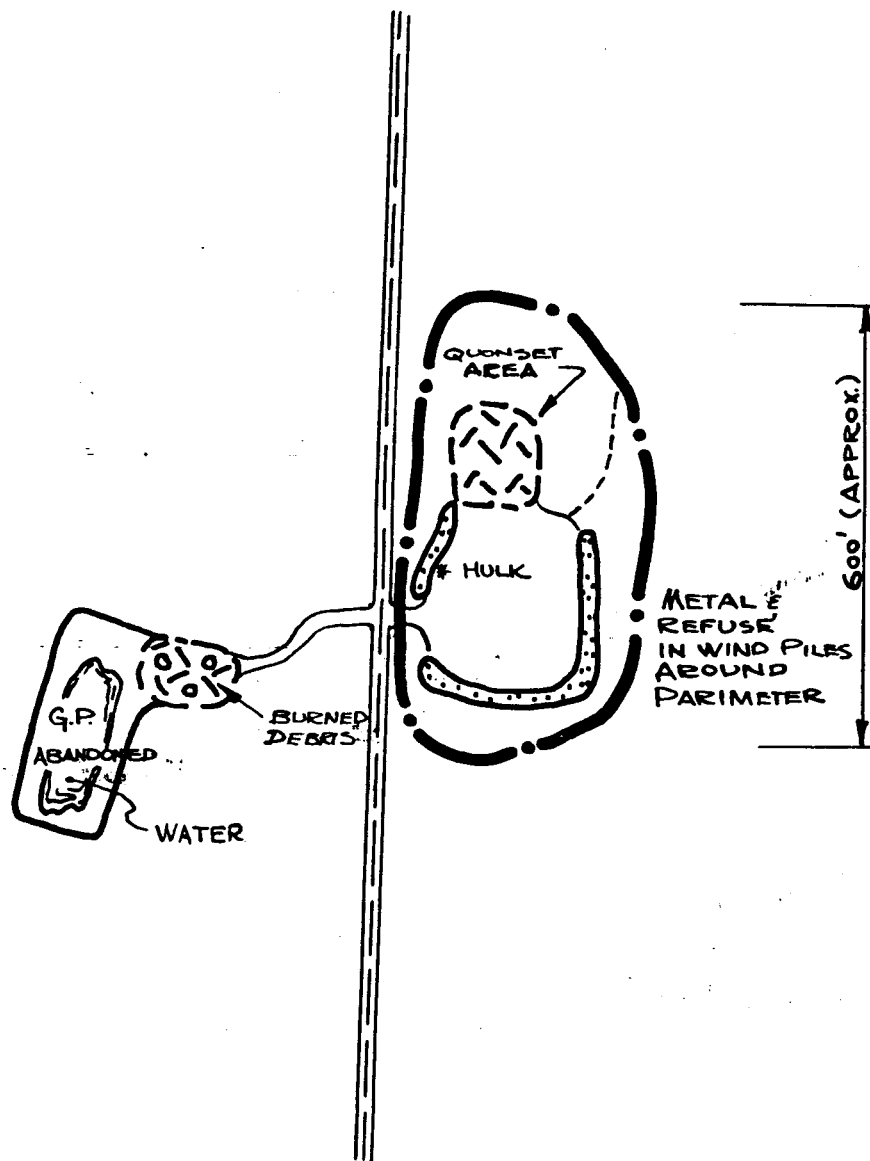 QUONSET
AREA
600' (APPROX.)
* HULK
METAL &
REFUSE
IN WIND PILES
AROUND
PARIMETER
G.P.
ABANDONED
BURNED
DEBRIS
WATER